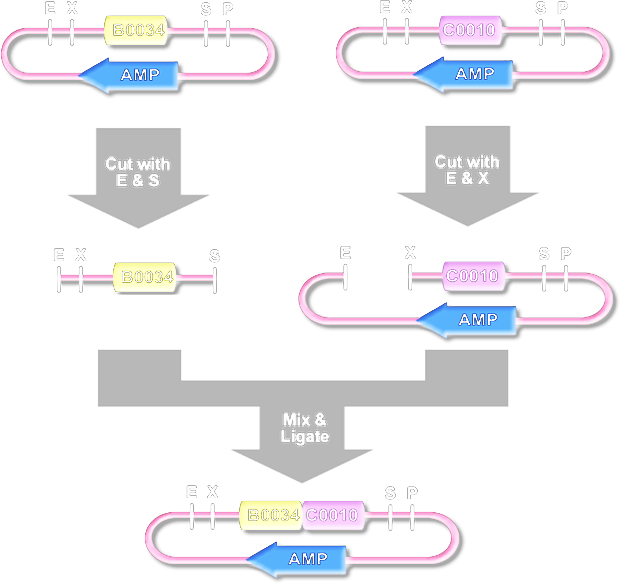 E X S P E X S P
B0034 C0010
AMP AMP
Cut with Cut with
E & S E & X
E X S E X S P
B0034 C0010
AMP
Mix &
Ligate
E X S P
B0034 C0010
AMP